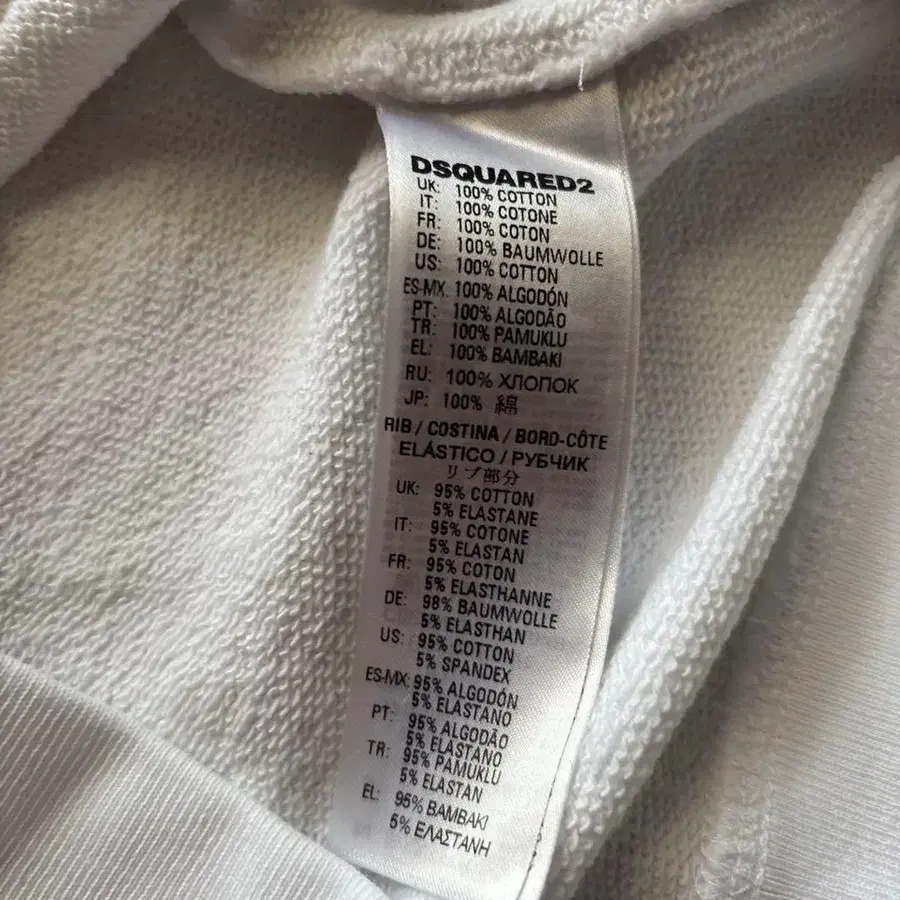 DSQUARED2
UK: 100% COTTON
IT: 100% COTONE
FR: 100% COTON
DE: 100% BAUMWOLLE
US: 100% COTTON
ES-MX: 100% ALGODÓN
PT: 100% ALGODÃO
TR: 100% PAMUKLU
EL: 100% BAMBAKI
RU: 100% ХЛОПОК
JP: 100% 綿
RIB / COSTINA / BORD-CÔTE
ELÁSTICO / РУБЧИК
リブ部分
UK: 95% COTTON
5% ELASTANE
IT: 95% COTONE
5% ELASTAN
FR: 95% COTON
5% ELASTHANNE
DE: 98% BAUMWOLLE
5% ELASTHAN
US: 95% COTTON
5% SPANDEX
ES-MX: 95% ALGODÓN
5% ELASTANO
PT: 95% ALGODÃO
5% ELASTANO
TR: 95% PAMUKLU
5% ELASTAN
EL: 95% BAMBAKI
5% ΕΛΑΣΤΑΝΗ